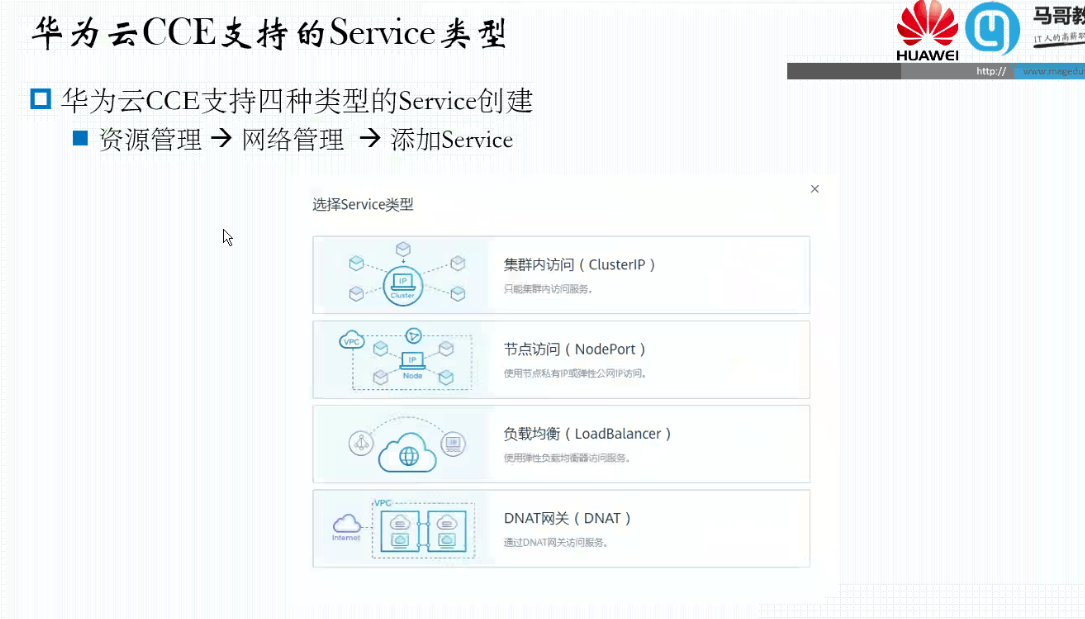 华为云CCE支持的Service类型
HUAWEI
马哥教
IT人的高薪职
http://
www.magedu
华为云CCE支持四种类型的Service创建
资源管理 → 网络管理 → 添加Service
选择Service类型
×
IP
Cluster
集群内访问 ( ClusterIP )
只能集群内访问服务。
VPC
IP
Node
节点访问 ( NodePort )
使用节点私有IP或弹性公网IP访问。
负载均衡 ( LoadBalancer )
使用弹性负载均衡器访问服务。
VPC
Internet
DNAT网关 ( DNAT )
通过DNAT网关访问服务。